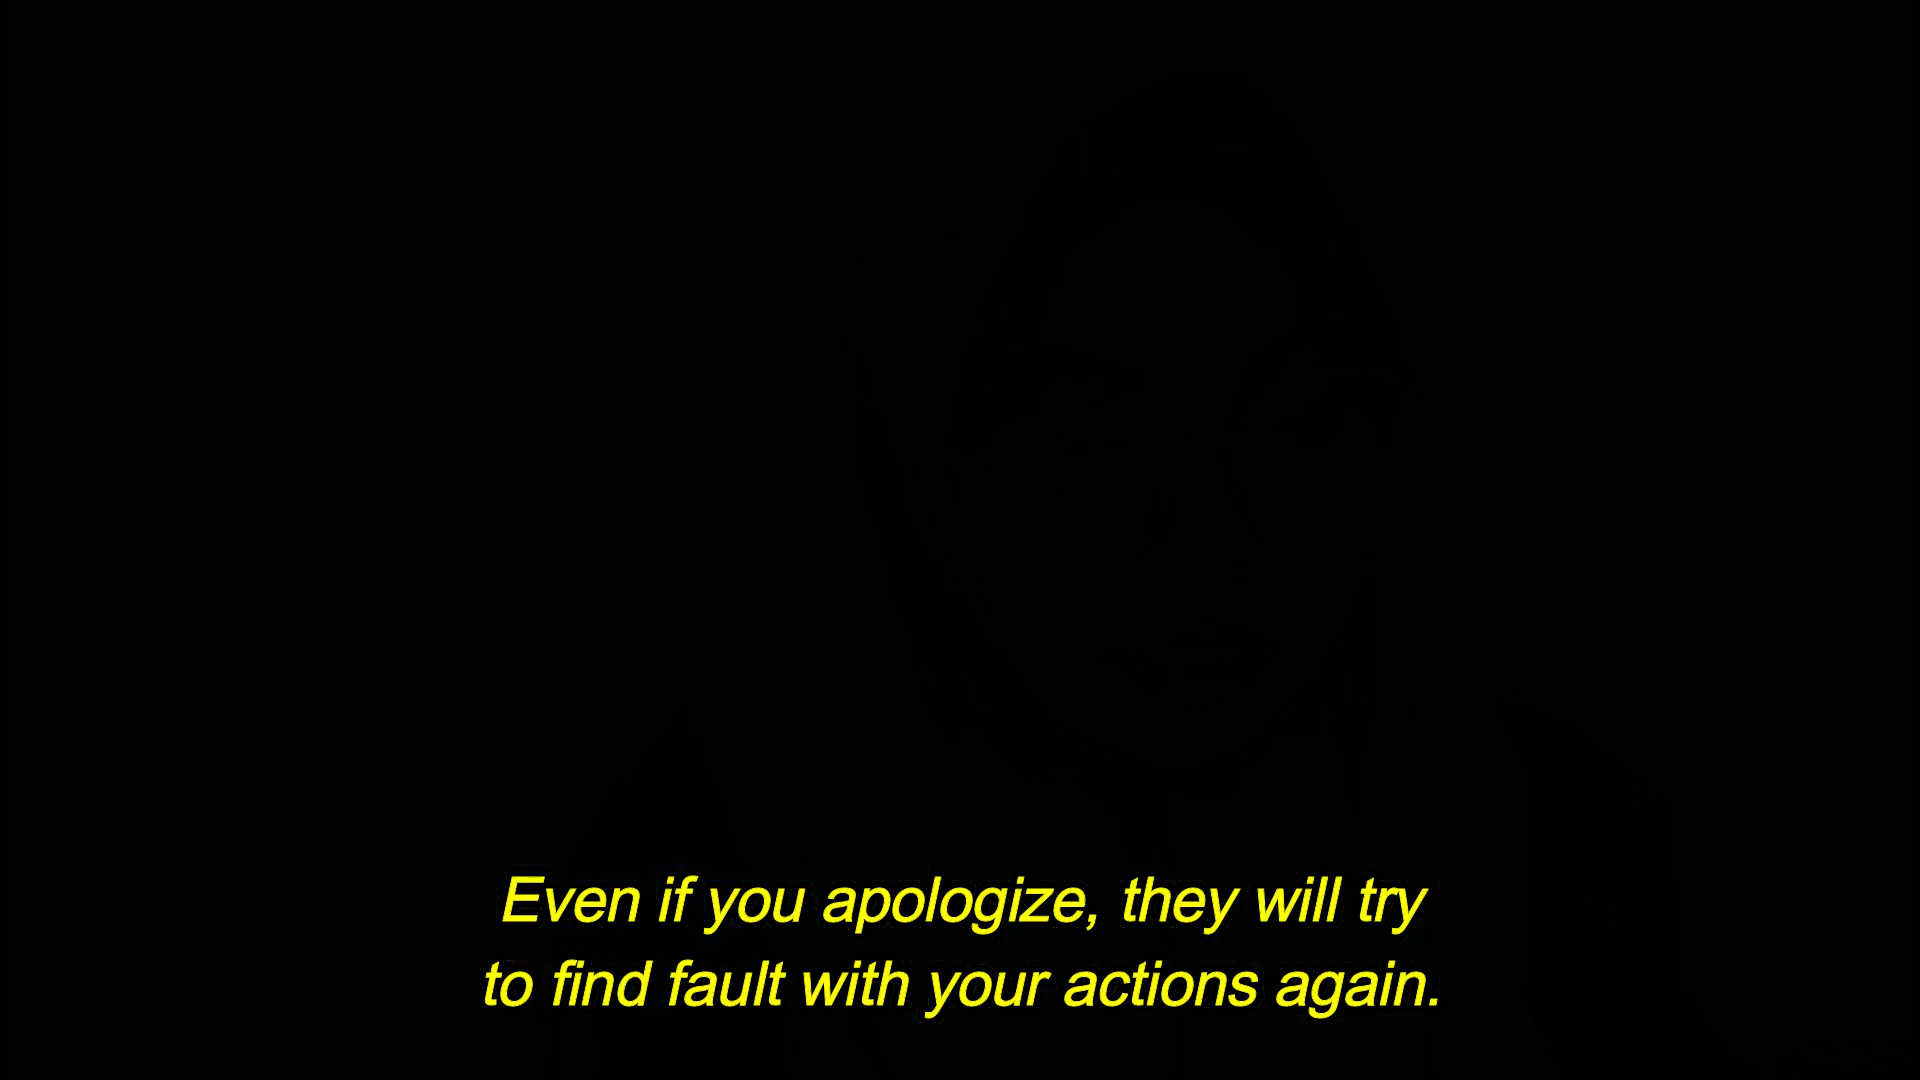 Even if you apologize, they will try
to find fault with your actions again.